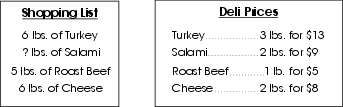 Shopping List
6 lbs. of Turkey
? lbs. of Salami
5 lbs. of Roast Beef
6 lbs. of Cheese
Deli Prices
Turkey....................3 lbs. for $13
Salami....................2 lbs. for $9
Roast Beef.............1 lb. for $5
Cheese..................2 lbs. for $8